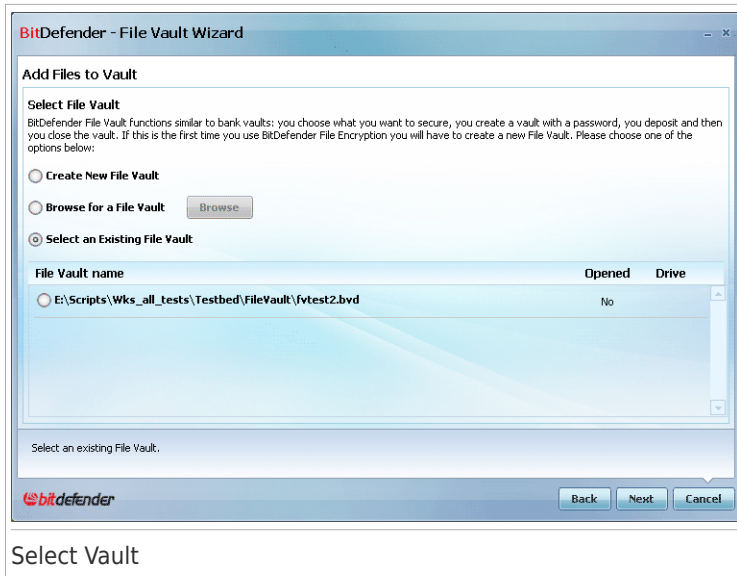 BitDefender - File Vault Wizard
Add Files to Vault
Select File Vault
BitDefender File Vault functions similar to bank vaults: you choose what you want to secure, you create a vault with a password, you deposit and then
you close the vault. If this is the first time you use BitDefender File Encryption you will have to create a new File Vault. Please choose one of the
options below:
Create New File Vault
Browse for a File Vault Browse
Select an Existing File Vault
File Vault name Opened Drive
E:\Scripts\Wks_all_tests\Testbed\FileVault\fvtest2.bvd No
Select an existing File Vault.
bitdefender Back Next Cancel
Select Vault